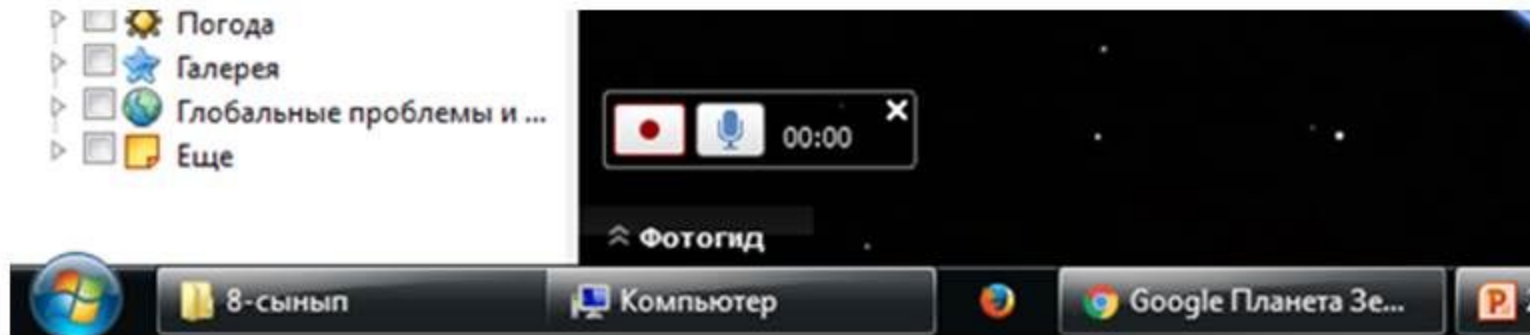 Погода
Галерея
Глобальные проблемы и ...
Еще
00:00
Фотогид
8-сынып
Компьютер
Google Планета Зе...